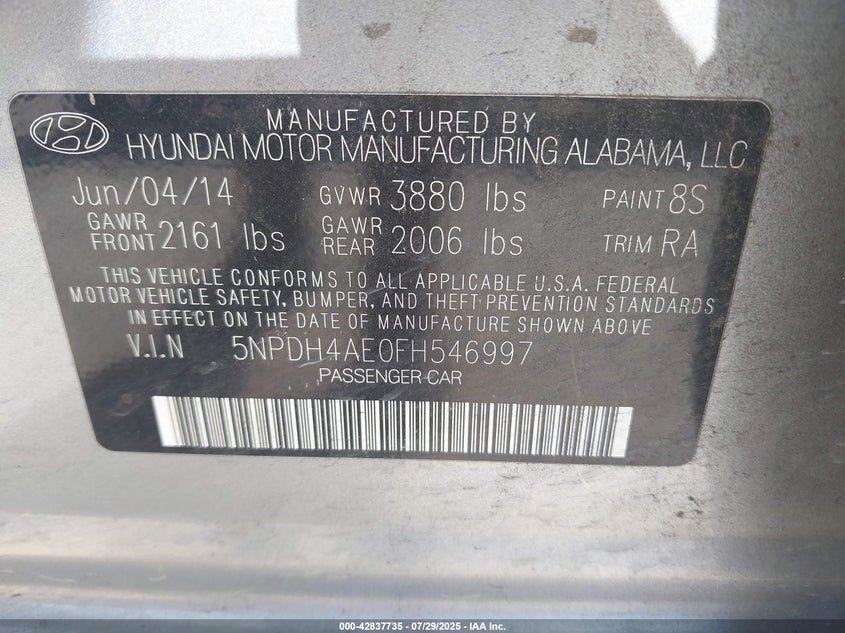 MANUFACTURED BY
HYUNDAI MOTOR MANUFACTURING ALABAMA, LLC
Jun/04/14 GVWR 3880 lbs PAINT 8S
GAWR FRONT 2161 lbs GAWR REAR 2006 lbs TRIM RA
THIS VEHICLE CONFORMS TO ALL APPLICABLE U.S.A. FEDERAL
MOTOR VEHICLE SAFETY, BUMPER, AND THEFT PREVENTION STANDARDS
IN EFFECT ON THE DATE OF MANUFACTURE SHOWN ABOVE
V.I.N 5NPDH4AE0FH546997
PASSENGER CAR
000-42837735 - 07/29/2025 - IAA Inc.